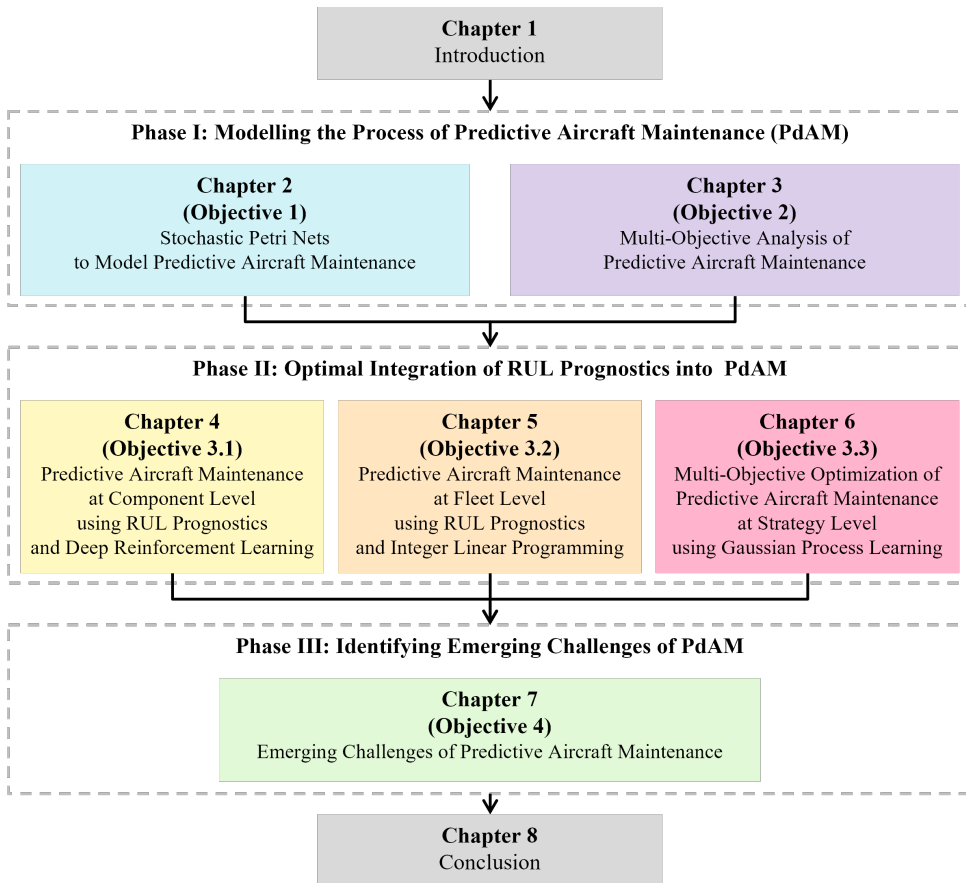 Chapter 1
Introduction
Phase I: Modelling the Process of Predictive Aircraft Maintenance (PdAM)
Chapter 2
(Objective 1)
Stochastic Petri Nets
to Model Predictive Aircraft Maintenance
Chapter 3
(Objective 2)
Multi-Objective Analysis of
Predictive Aircraft Maintenance
Phase II: Optimal Integration of RUL Prognostics into PdAM
Chapter 4
(Objective 3.1)
Predictive Aircraft Maintenance
at Component Level
using RUL Prognostics
and Deep Reinforcement Learning
Chapter 5
(Objective 3.2)
Predictive Aircraft Maintenance
at Fleet Level
using RUL Prognostics
and Integer Linear Programming
Chapter 6
(Objective 3.3)
Multi-Objective Optimization of
Predictive Aircraft Maintenance
at Strategy Level
using Gaussian Process Learning
Phase III: Identifying Emerging Challenges of PdAM
Chapter 7
(Objective 4)
Emerging Challenges of Predictive Aircraft Maintenance
Chapter 8
Conclusion